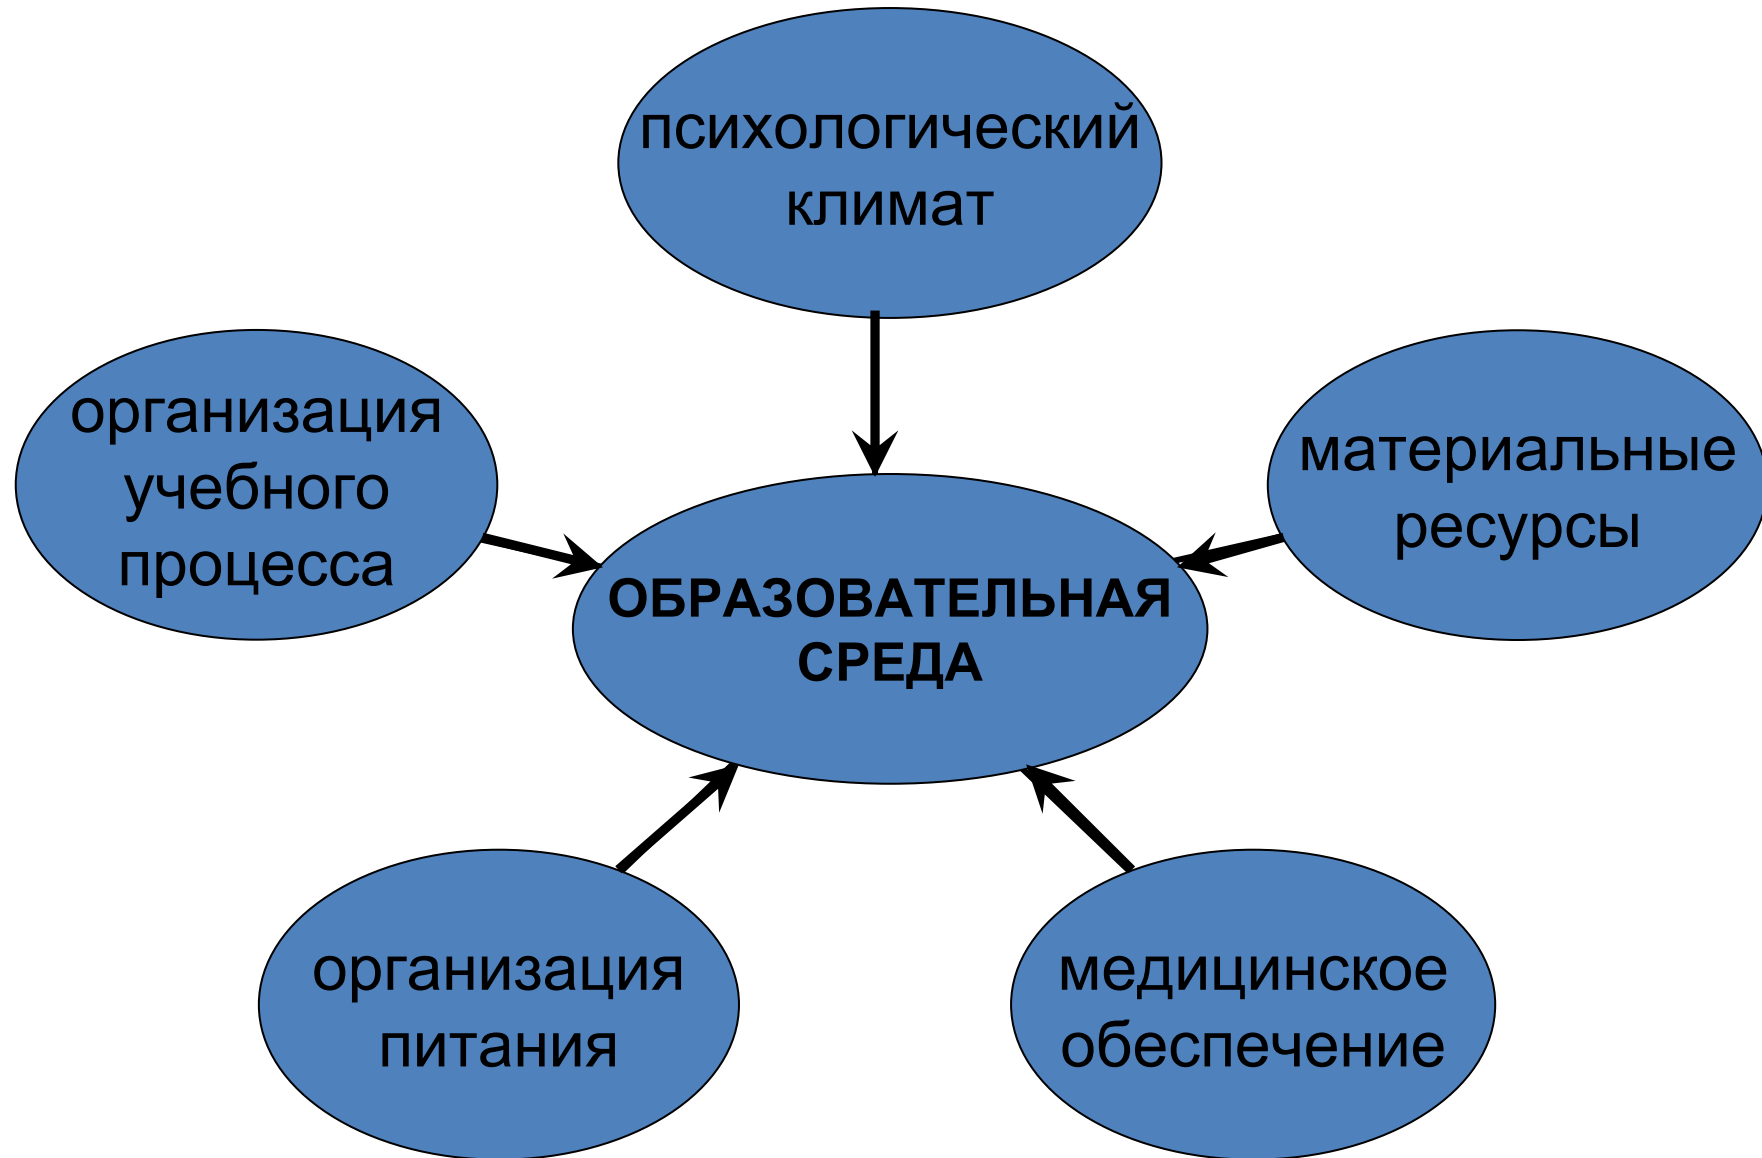 психологический
климат
организация
учебного
процесса
материальные
ресурсы
ОБРАЗОВАТЕЛЬНАЯ
СРЕДА
организация
питания
медицинское
обеспечение